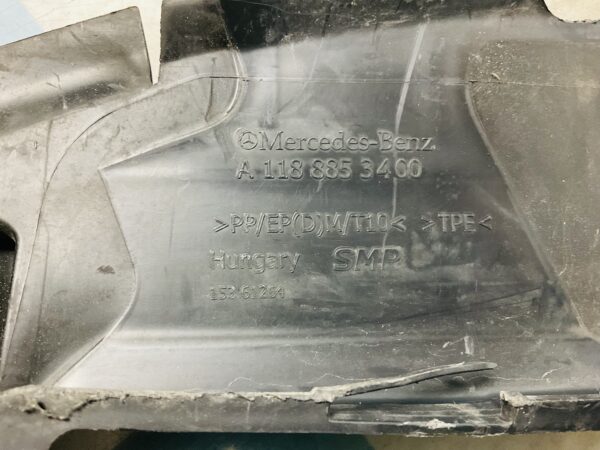 Mercedes-Benz
A 118 885 3400
>PP/EP(D)M/T10< >TPE<
Hungary SMP